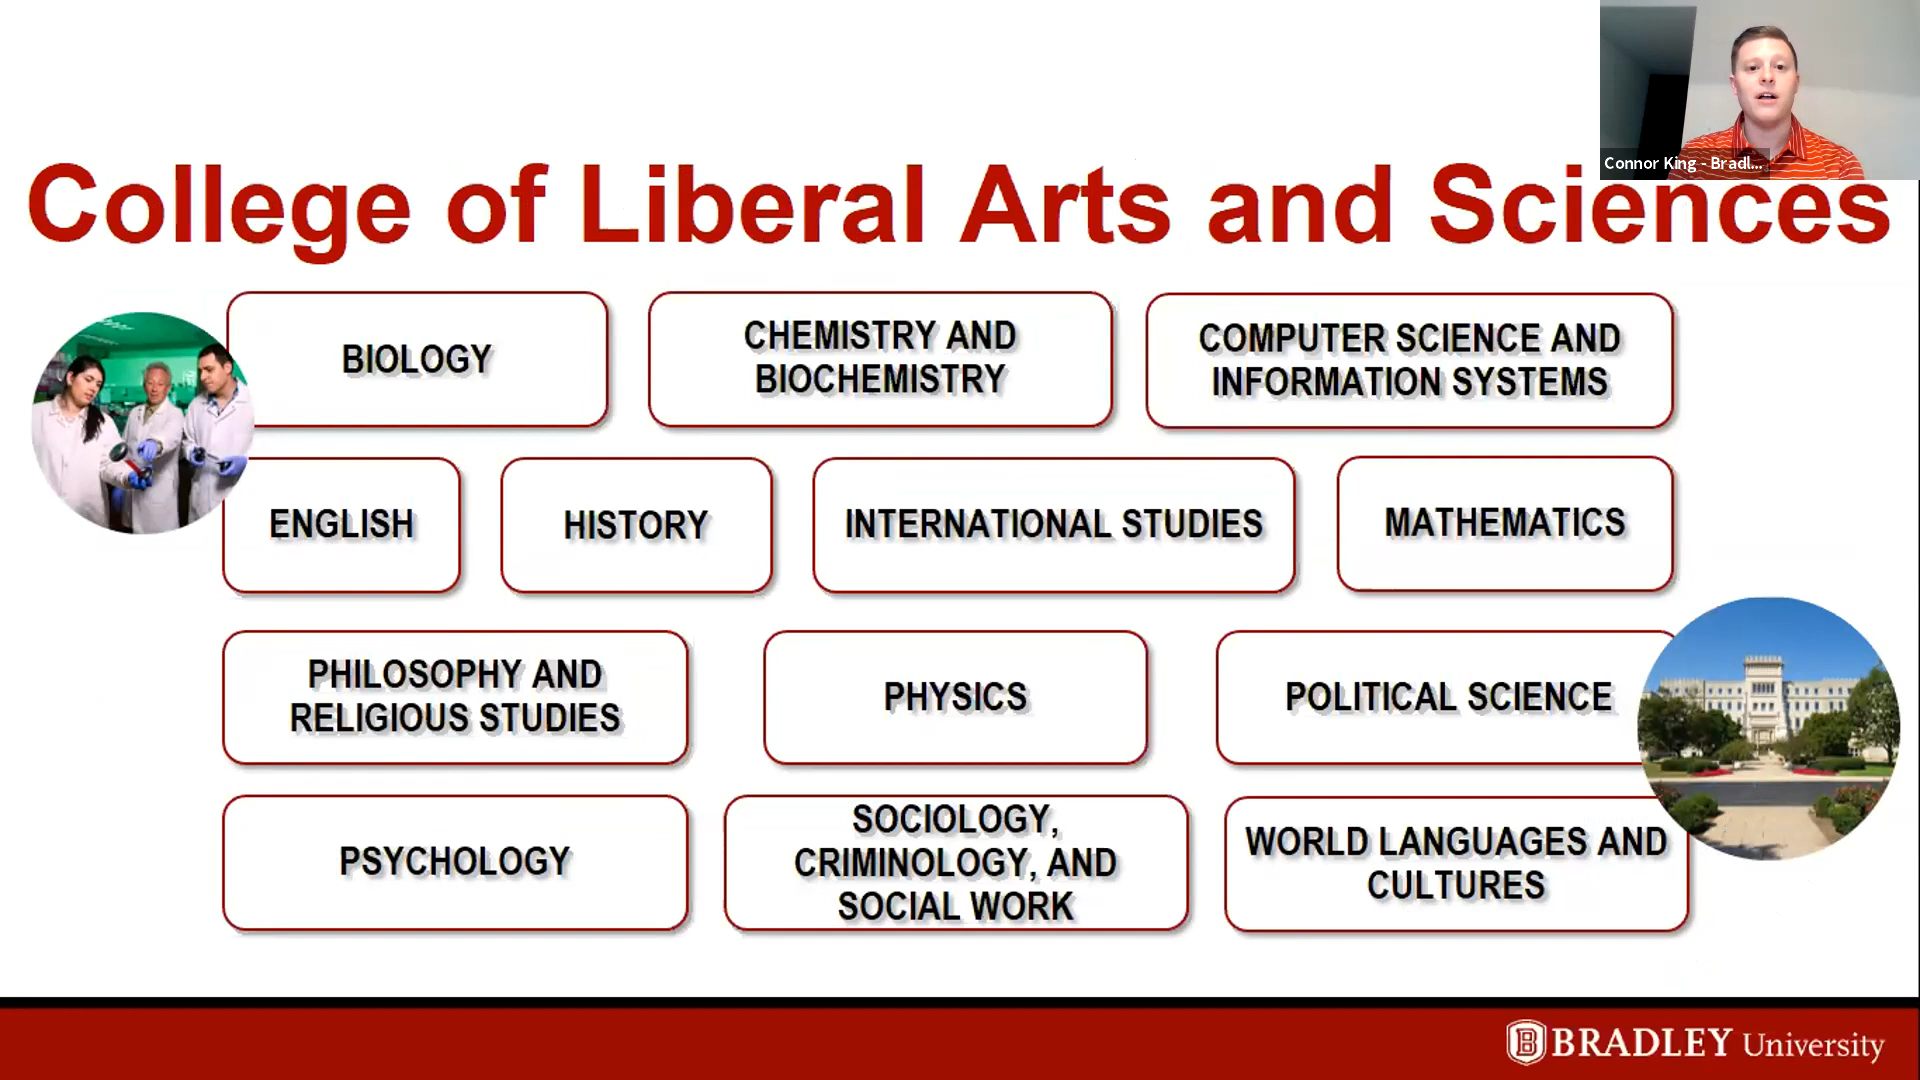 Connor King - Bradl...
College of Liberal Arts and Sciences
BIOLOGY
CHEMISTRY AND
BIOCHEMISTRY
COMPUTER SCIENCE AND
INFORMATION SYSTEMS
ENGLISH
HISTORY
INTERNATIONAL STUDIES
MATHEMATICS
PHILOSOPHY AND
RELIGIOUS STUDIES
PHYSICS
POLITICAL SCIENCE
PSYCHOLOGY
SOCIOLOGY,
CRIMINOLOGY, AND
SOCIAL WORK
WORLD LANGUAGES AND
CULTURES
B BRADLEY University